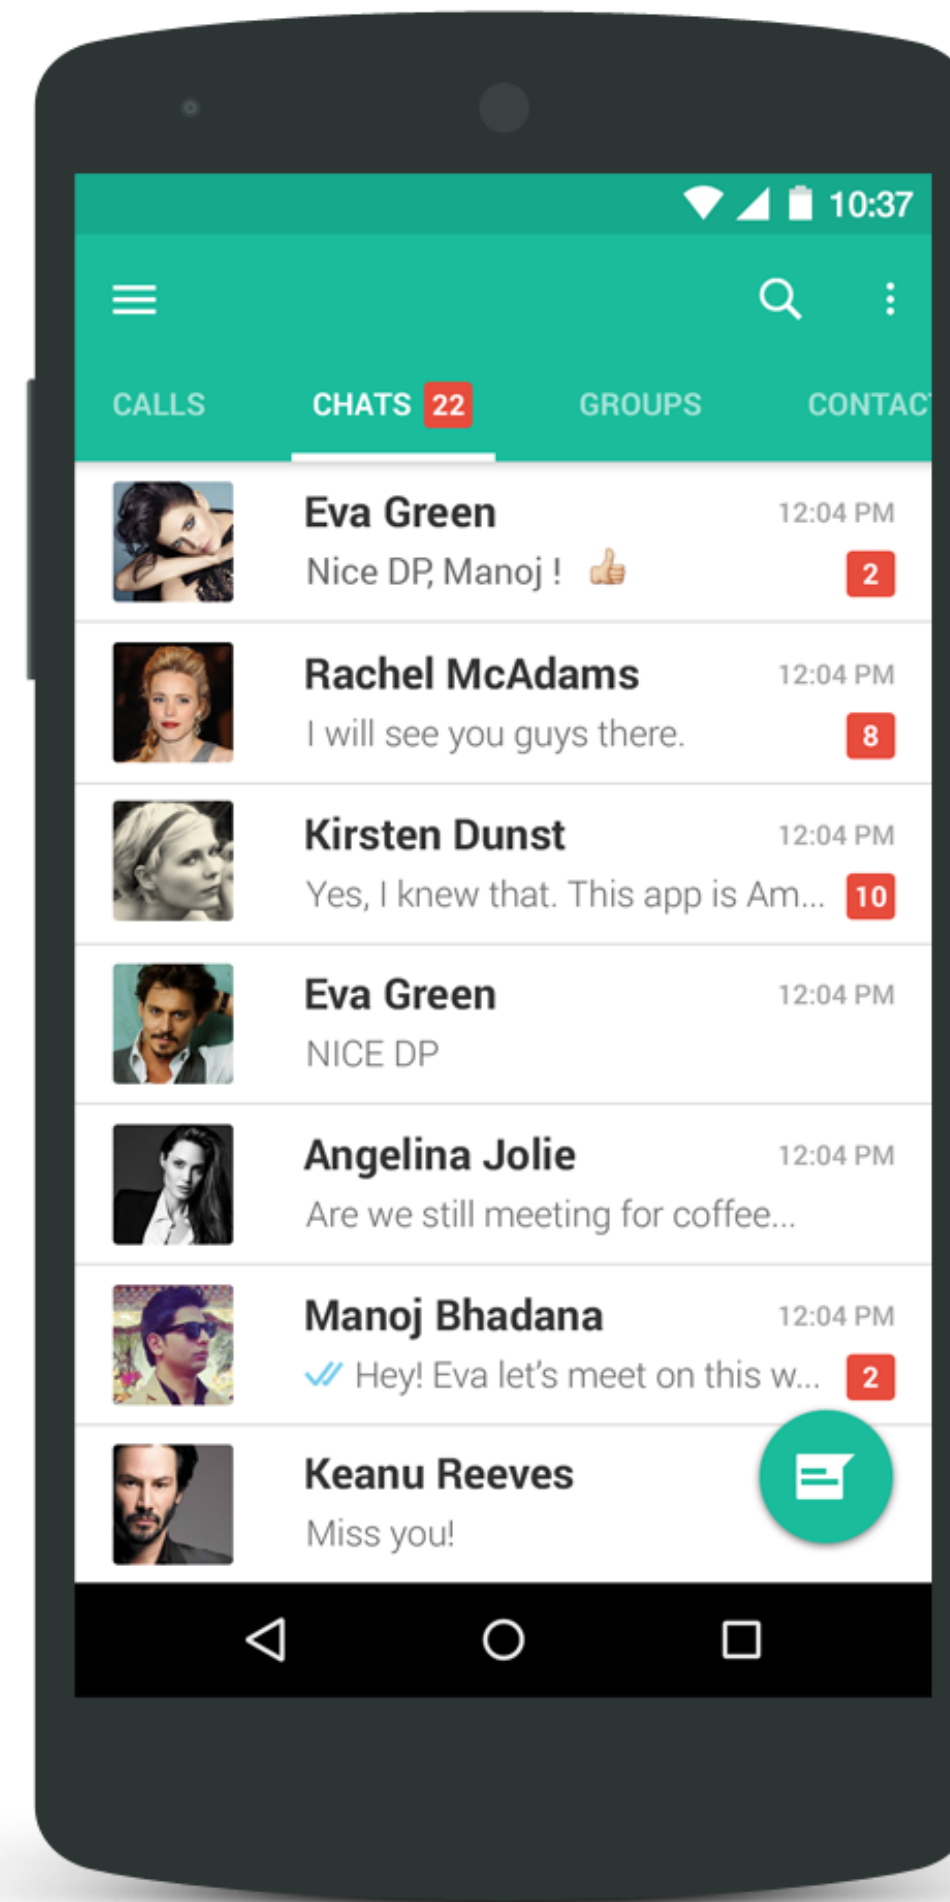 10:37
CALLS CHATS 22 GROUPS CONTAC
Eva Green 12:04 PM
Nice DP, Manoj ! 👍 2
Rachel McAdams 12:04 PM
I will see you guys there. 8
Kirsten Dunst 12:04 PM
Yes, I knew that. This app is Am... 10
Eva Green 12:04 PM
NICE DP
Angelina Jolie 12:04 PM
Are we still meeting for coffee...
Manoj Bhadana 12:04 PM
Hey! Eva let's meet on this w... 2
Keanu Reeves
Miss you!